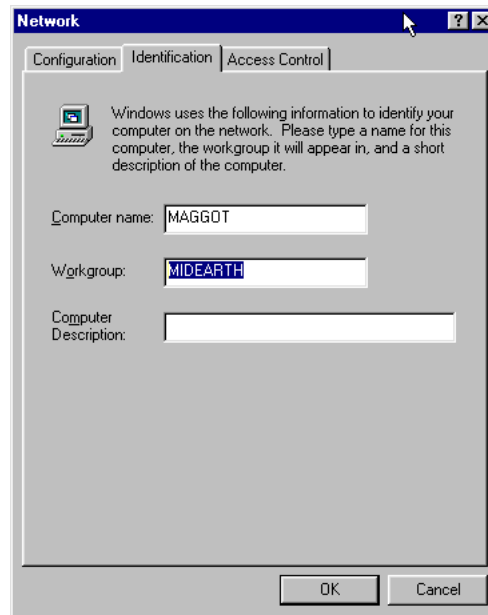 Network
Configuration Identification Access Control
Windows uses the following information to identify your
computer on the network. Please type a name for this
computer, the workgroup it will appear in, and a short
description of the computer.
Computer name: MAGGOT
Workgroup: MIDEARTH
Computer
Description:
OK Cancel